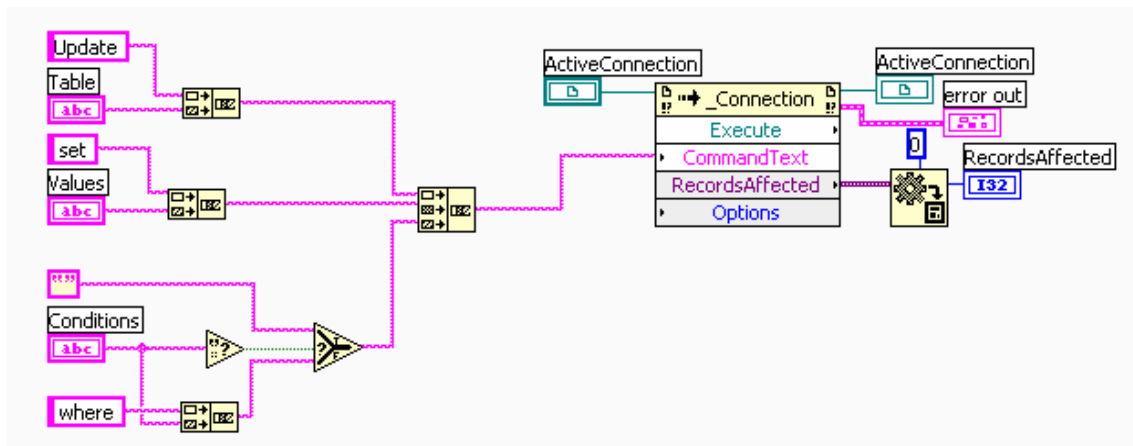 Update
Table
abc
set
Values
abc
Conditions
abc
where
ActiveConnection
_Connection
Execute
CommandText
RecordsAffected
Options
ActiveConnection
error out
0
RecordsAffected
I32